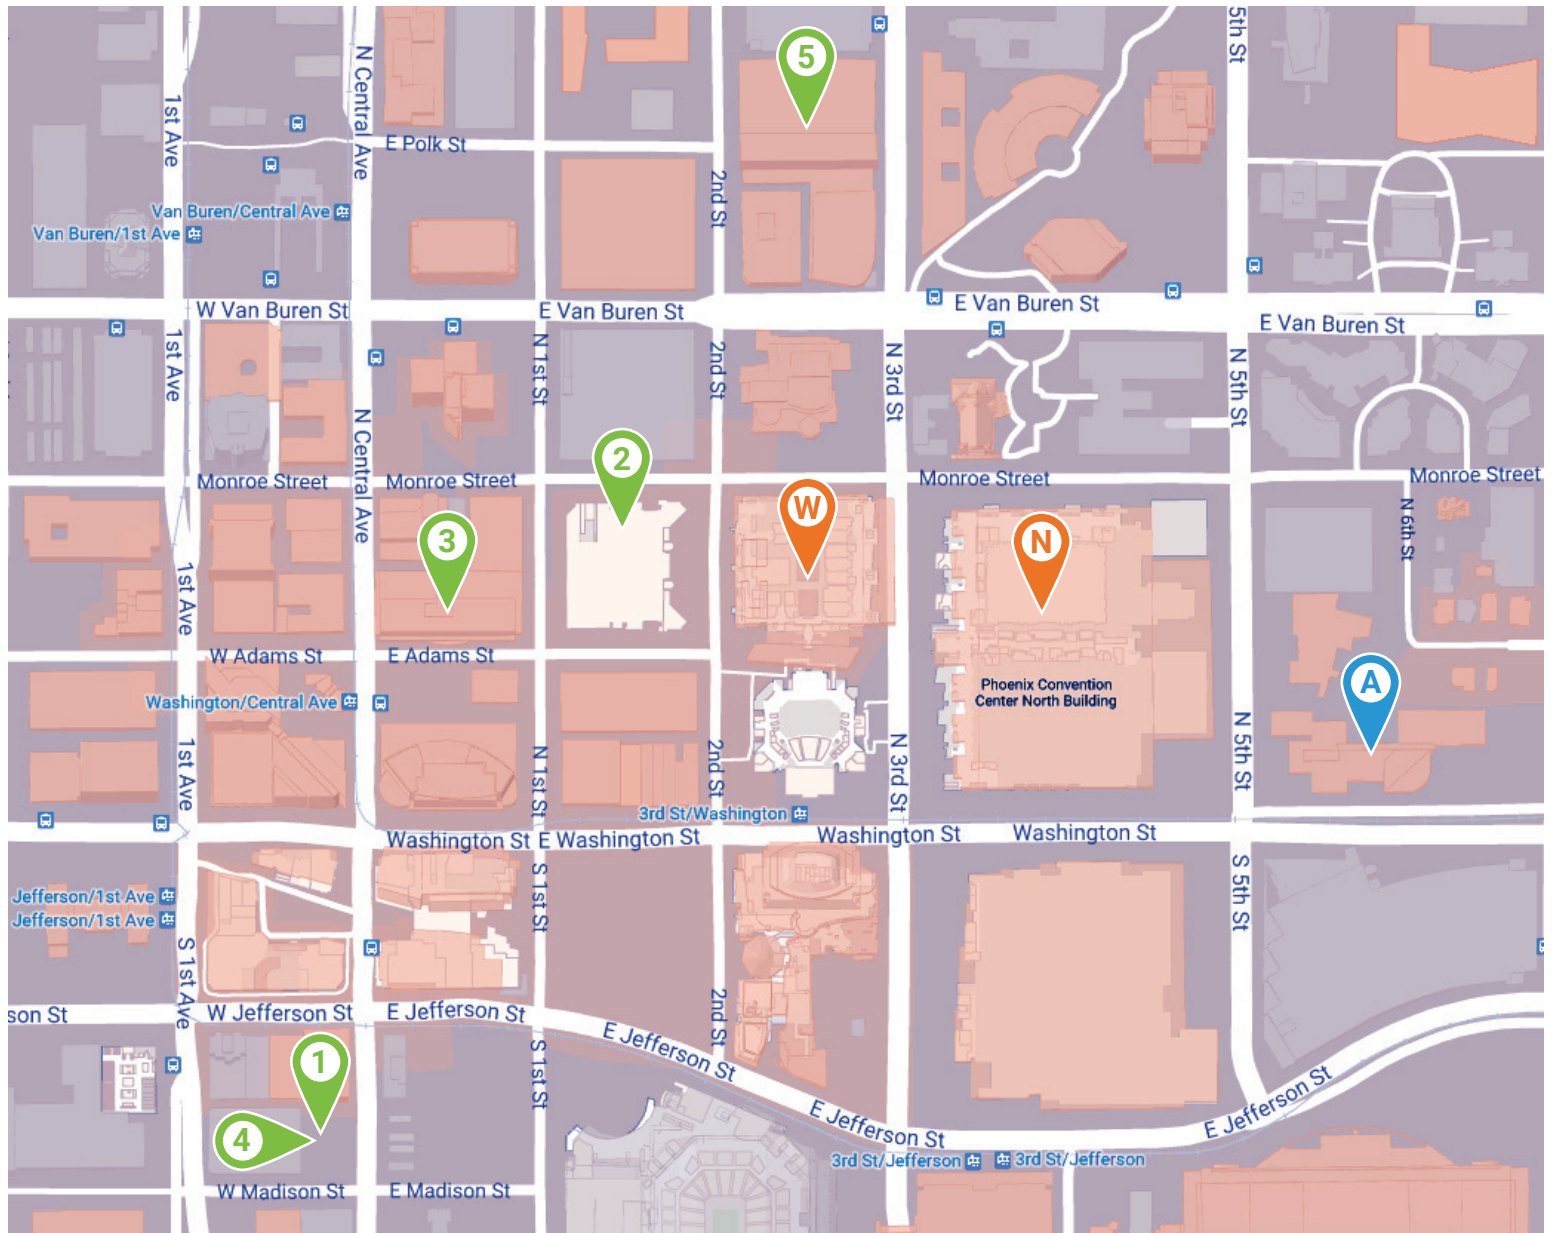 5
5th St
N Central Ave
1st Ave
E Polk St
2nd St
Van Buren/Central Ave
Van Buren/1st Ave
W Van Buren St
E Van Buren St
E Van Buren St
E Van Buren St
1st Ave
N 1st St
2nd St
N 3rd St
N 5th St
N Central Ave
2
Monroe Street
Monroe Street
Monroe Street
Monroe Street
W
N
3
N 6th St
1st Ave
W Adams St
E Adams St
A
Phoenix Convention
Center North Building
Washington/Central Ave
1st Ave
N 1st St
2nd St
N 3rd St
N 5th St
3rd St/Washington
Washington St
E Washington St
Washington St
Washington St
Jefferson/1st Ave
Jefferson/1st Ave
S 1st St
S 5th St
S 1st Ave
2nd St
son St
W Jefferson St
E Jefferson St
E Jefferson St
1
S 1st St
4
E Jefferson St
E Jefferson St
3rd St/Jefferson
3rd St/Jefferson
W Madison St
E Madison St